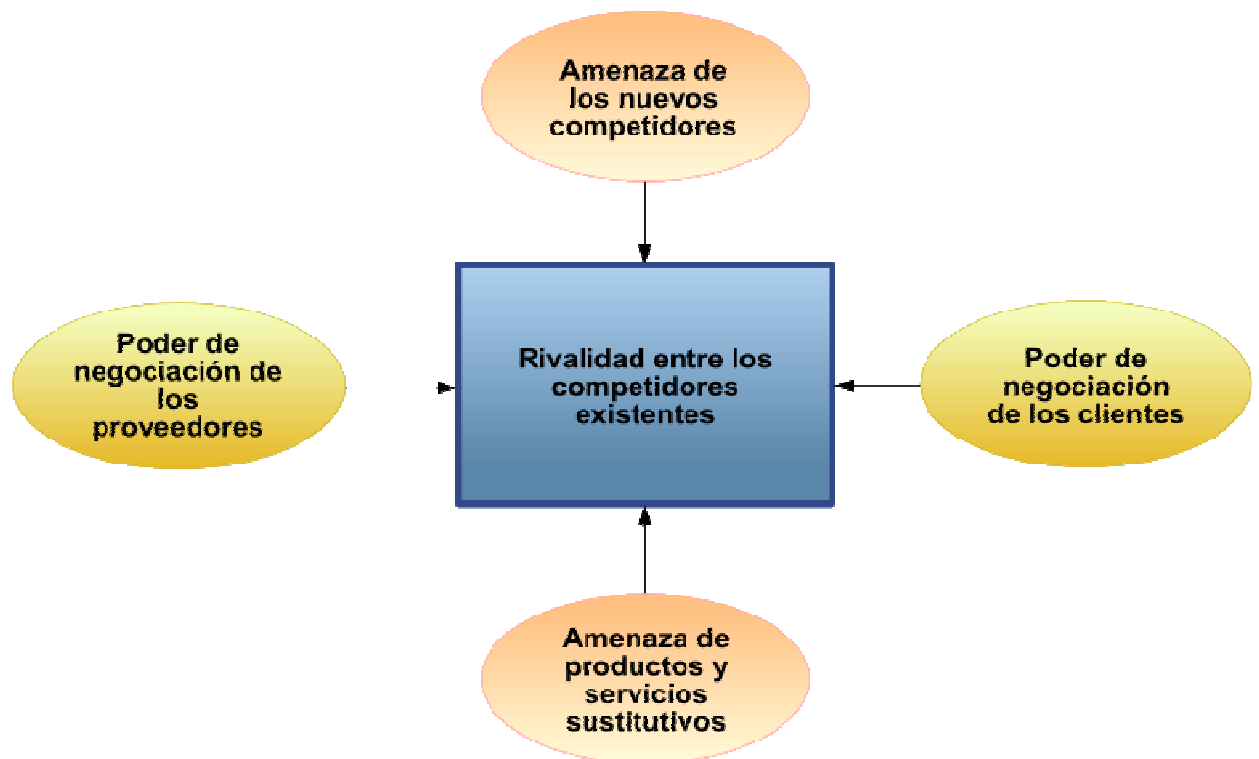 Amenaza de
los nuevos
competidores
Poder de
negociación de
los
proveedores
Rivalidad entre los
competidores
existentes
Poder de
negociación
de los clientes
Amenaza de
productos y
servicios
sustitutivos